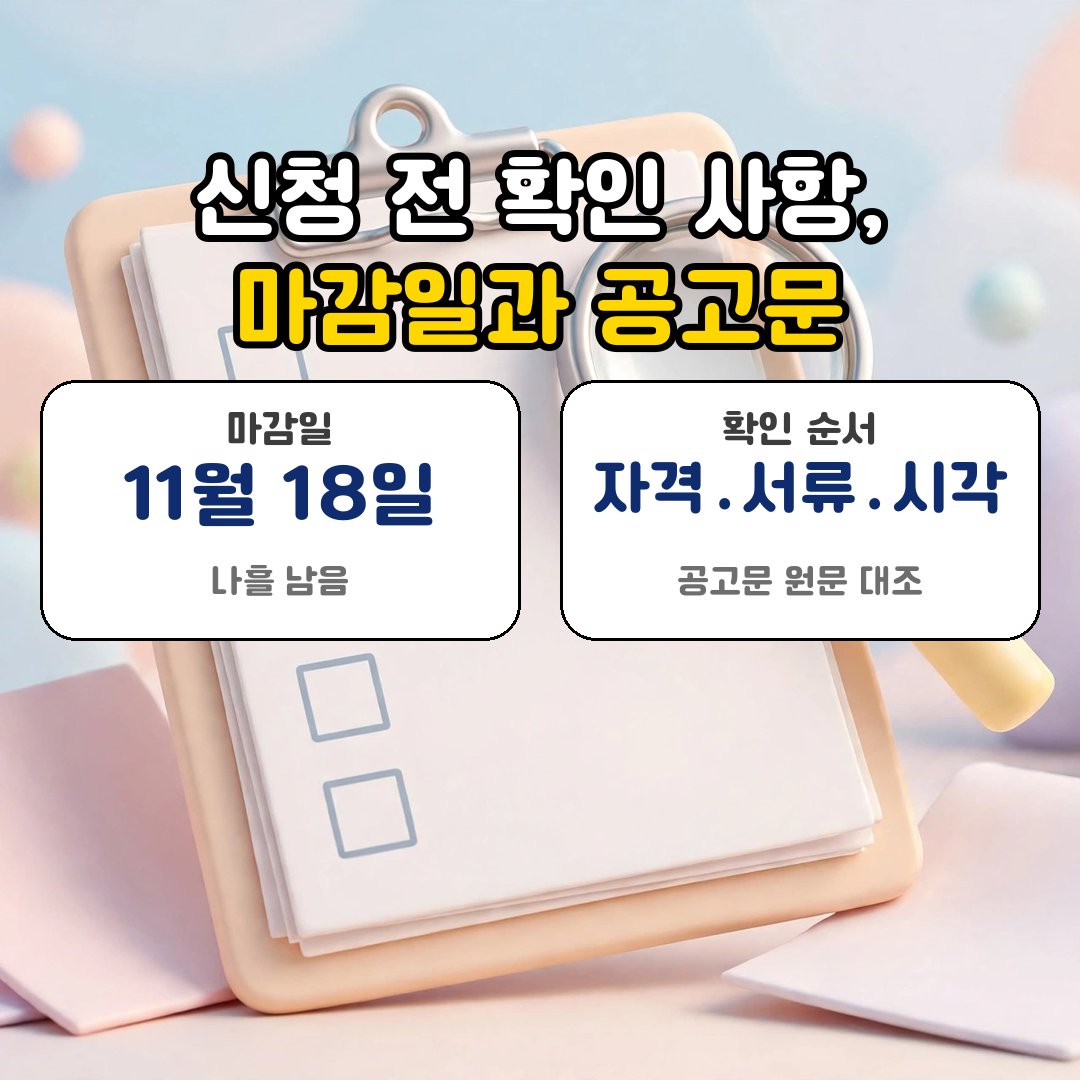 신청 전 확인 사항,
마감일과 공고문
마감일
11월 18일
나흘 남음
확인 순서
자격.서류.시각
공고문 원문 대조